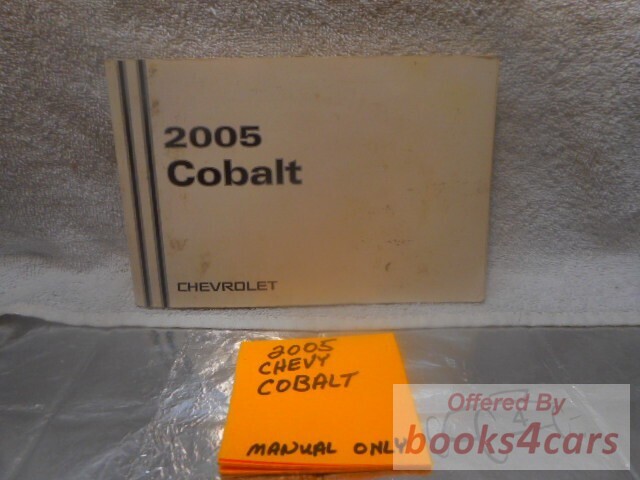 2005
Cobalt
CHEVROLET
2005
CHEVY
COBALT
MANUAL ONLY
Offered By
books4cars